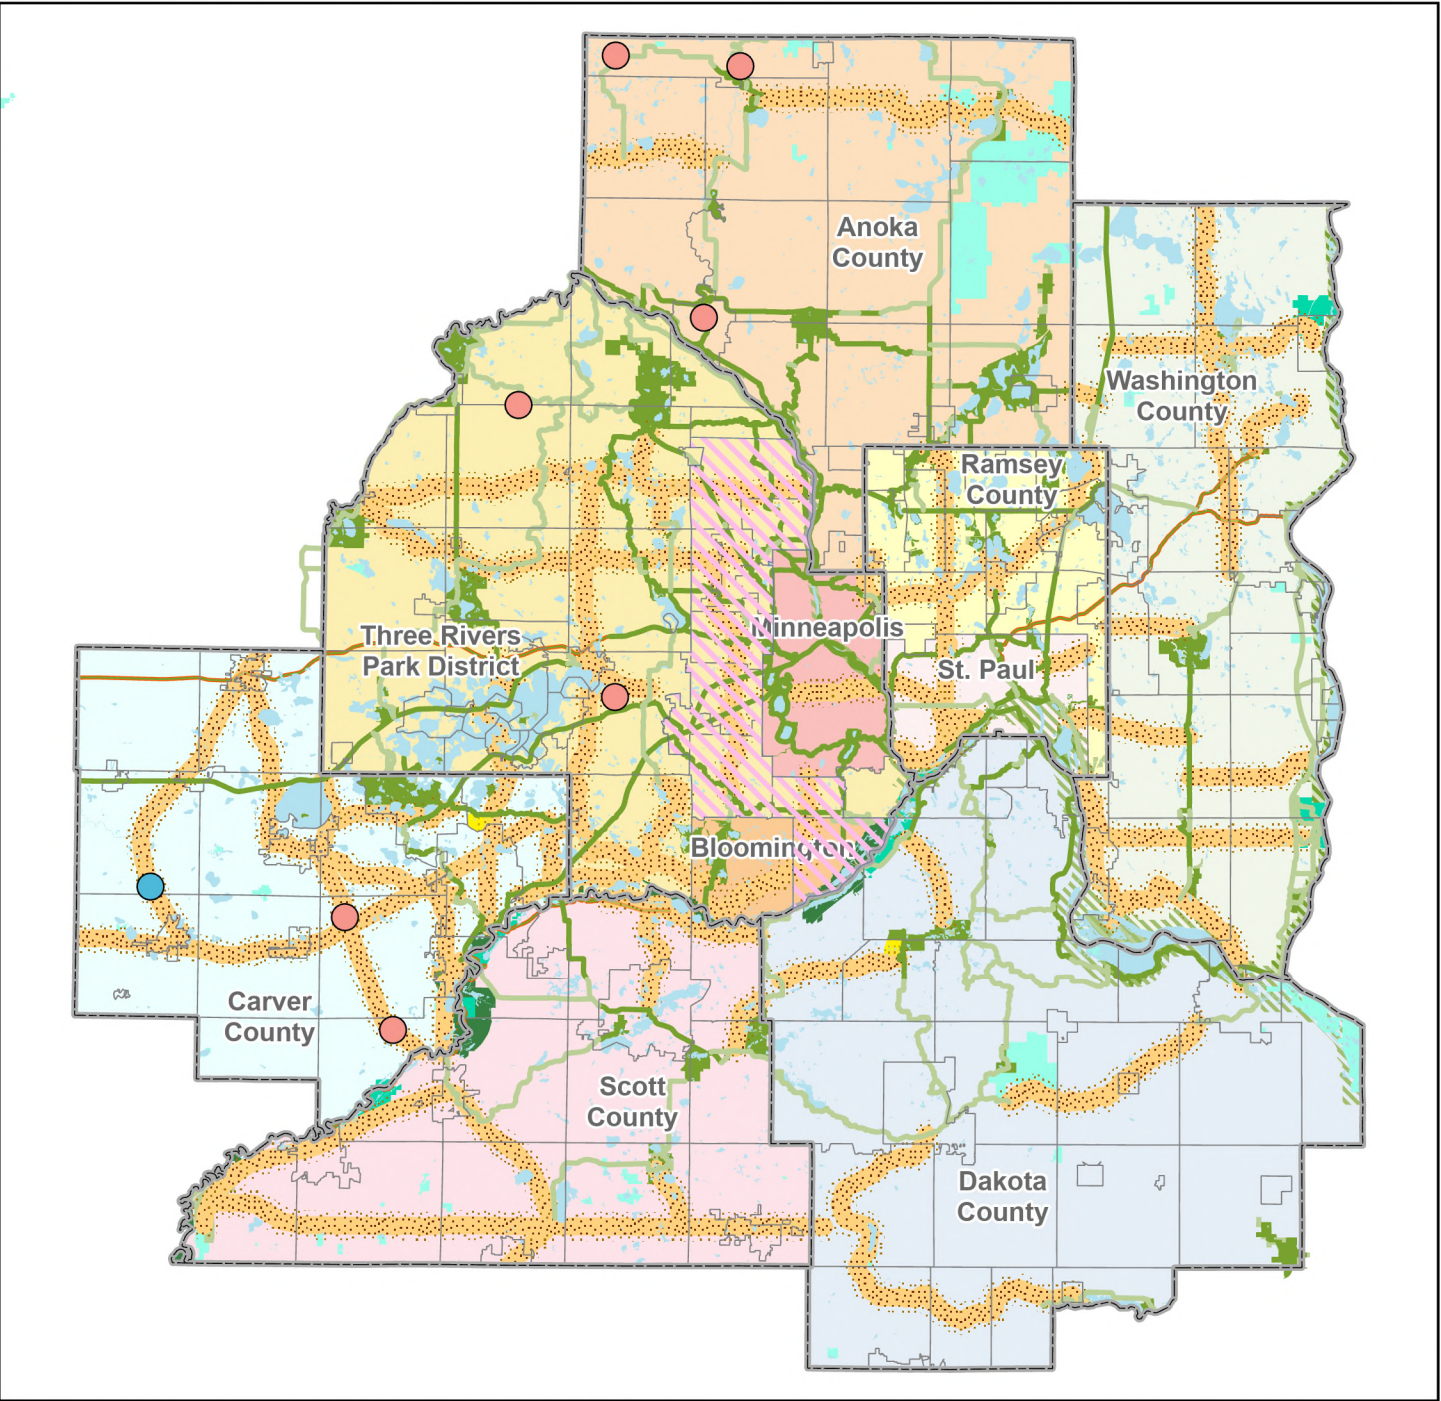 Anoka
County
Washington
County
Ramsey
County
Three Rivers
Park District
Minneapolis
St. Paul
Bloomington
Carver
County
Scott
County
Dakota
County